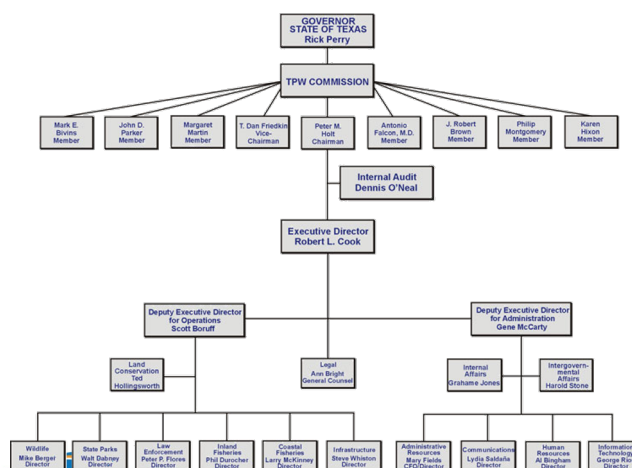 GOVERNOR
STATE OF TEXAS
Rick Perry
TPW COMMISSION
Mark E.
Bivins
Member
John D.
Parker
Member
Margaret
Martin
Member
T. Dan Friedkin
Vice-
Chairman
Peter M.
Holt
Chairman
Antonio
Falcon, M.D.
Member
J. Robert
Brown
Member
Philip
Montgomery
Member
Karen
Hixon
Member
Internal Audit
Dennis O'Neal
Executive Director
Robert L. Cook
Deputy Executive Director
for Operations
Scott Boruff
Deputy Executive Director
for Administration
Gene McCarty
Land
Conservation
Ted
Hollingsworth
Legal
Ann Bright
General Counsel
Internal
Affairs
Grahame Jones
Intergovern-
mental
Affairs
Harold Stone
Wildlife
Mike Berger
Director
State Parks
Walt Dabney
Director
Law
Enforcement
Peter P. Flores
Director
Inland
Fisheries
Phil Durocher
Director
Coastal
Fisheries
Larry McKinney
Director
Infrastructure
Steve Whiston
Director
Administrative
Resources
Mary Fields
CFO/Director
Communications
Lydia Saldaña
Director
Human
Resources
Al Bingham
Director
Information
Technology
George Rios
Director